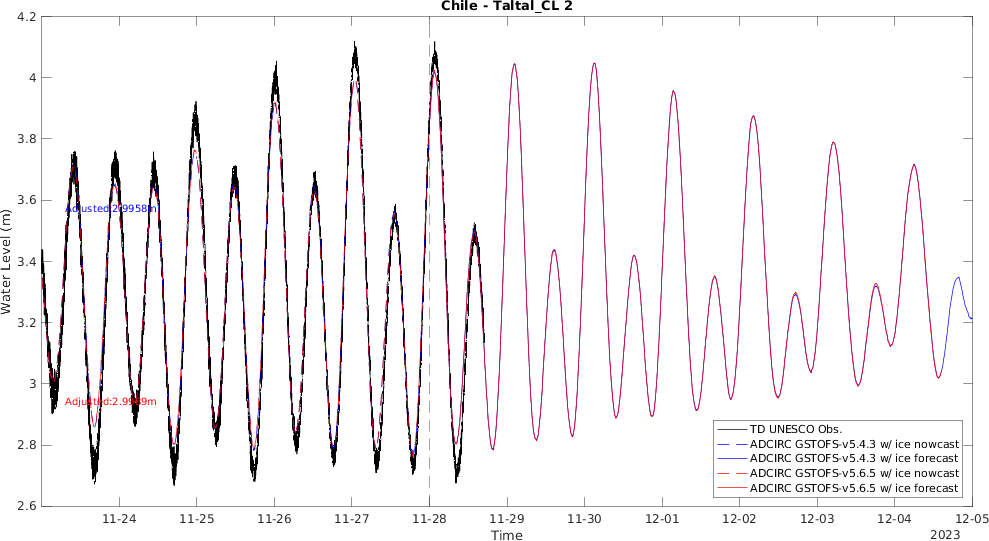 Chile - Taltal_CL 2
4.2
4
3.8
3.6
3.4
3.2
3
2.8
2.6
Water Level (m)
Adjusted:2.9958m
TD UNESCO Obs.
ADCIRC GSTOFS-v5.4.3 w/ ice nowcast
ADCIRC GSTOFS-v5.4.3 w/ ice forecast
ADCIRC GSTOFS-v5.6.5 w/ ice nowcast
ADCIRC GSTOFS-v5.6.5 w/ ice forecast
11-24
11-25
11-26
11-27
11-28
11-29
11-30
12-01
12-02
12-03
12-04
12-05
Time
2023